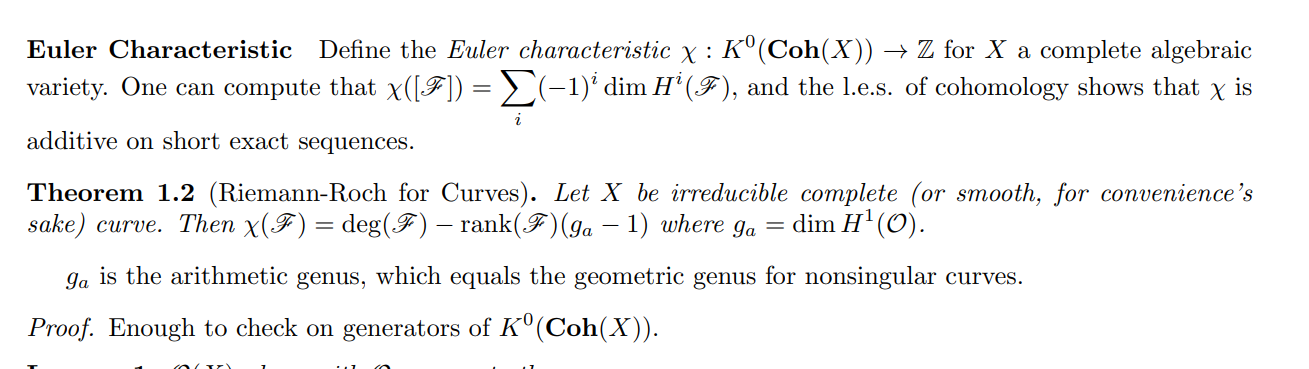 Euler Characteristic Define the Euler characteristic χ : K⁰(Coh(X)) → ℤ for X a complete algebraic
variety. One can compute that χ([ℱ]) = ∑(−1)ⁱ dim Hⁱ(ℱ), and the l.e.s. of cohomology shows that χ is
i
additive on short exact sequences.
Theorem 1.2 (Riemann-Roch for Curves). Let X be irreducible complete (or smooth, for convenience's
sake) curve. Then χ(ℱ) = deg(ℱ) − rank(ℱ)(gₐ − 1) where gₐ = dim H¹(𝒪).
gₐ is the arithmetic genus, which equals the geometric genus for nonsingular curves.
Proof. Enough to check on generators of K⁰(Coh(X)).